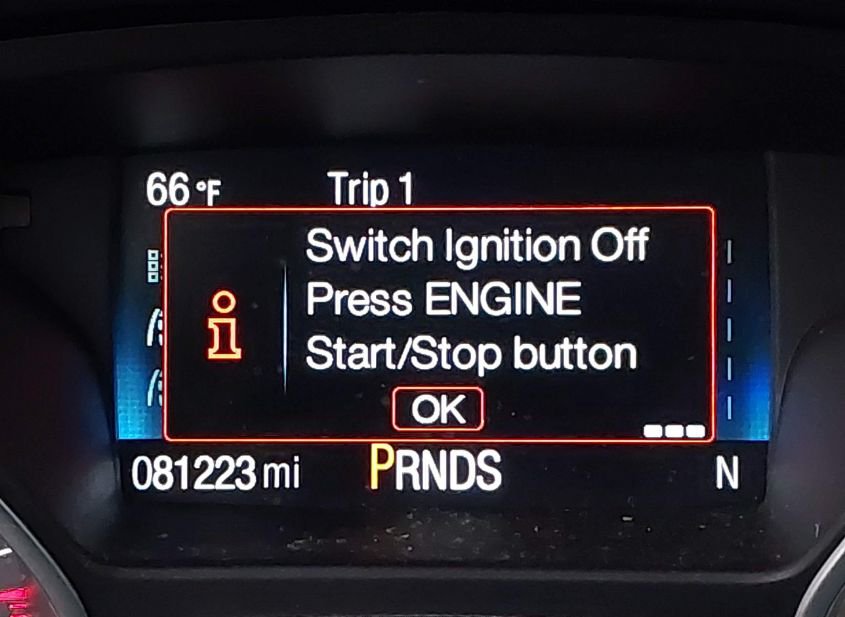 66 °F Trip 1
Switch Ignition Off
Press ENGINE
Start/Stop button
OK
081223 mi PRNDS N